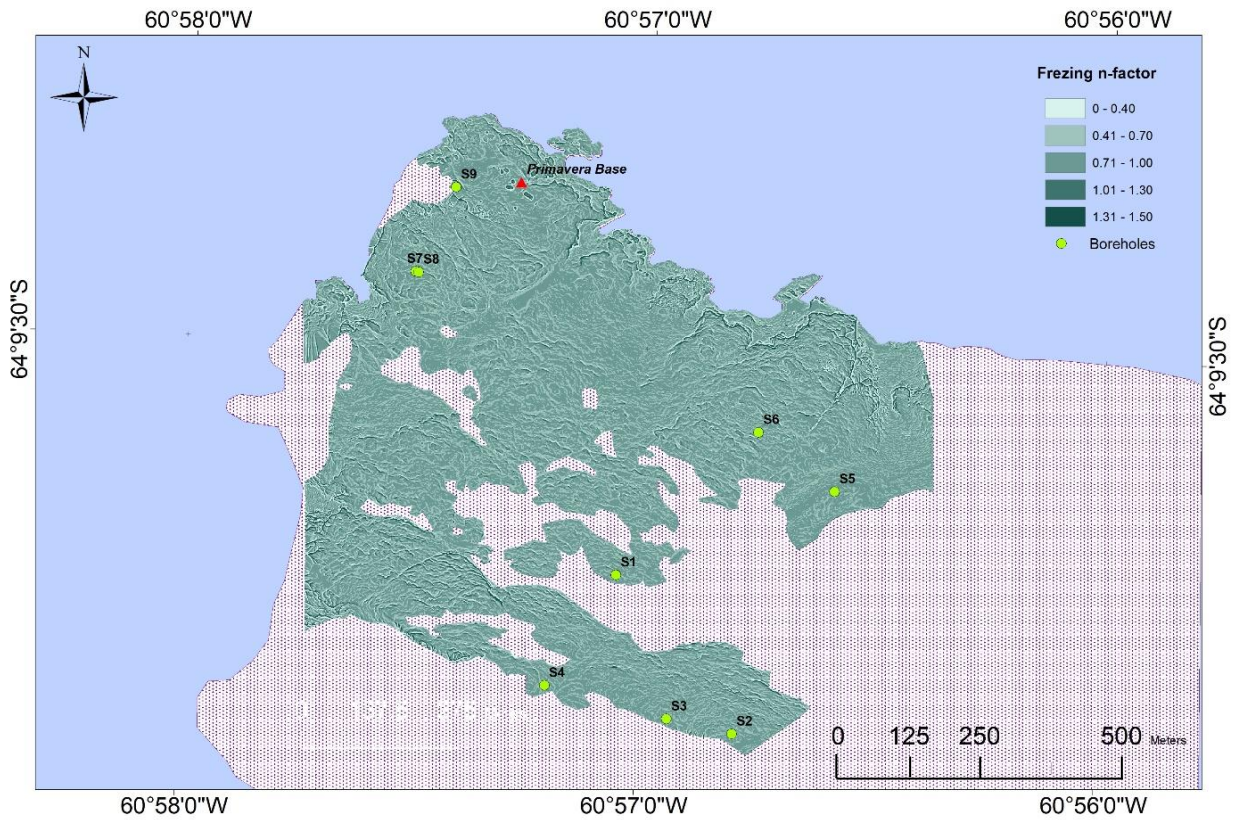 60°58'0"W 60°57'0"W 60°56'0"W
N
Frezing n-factor
0 - 0.40
0.41 - 0.70
0.71 - 1.00
1.01 - 1.30
1.31 - 1.50
Boreholes
Primavera Base
S9
S7S8
64°9'30"S
64°9'30"S
S6
S5
S1
S4
S3
S2
0 125 250 500 Meters
60°58'0"W 60°57'0"W 60°56'0"W